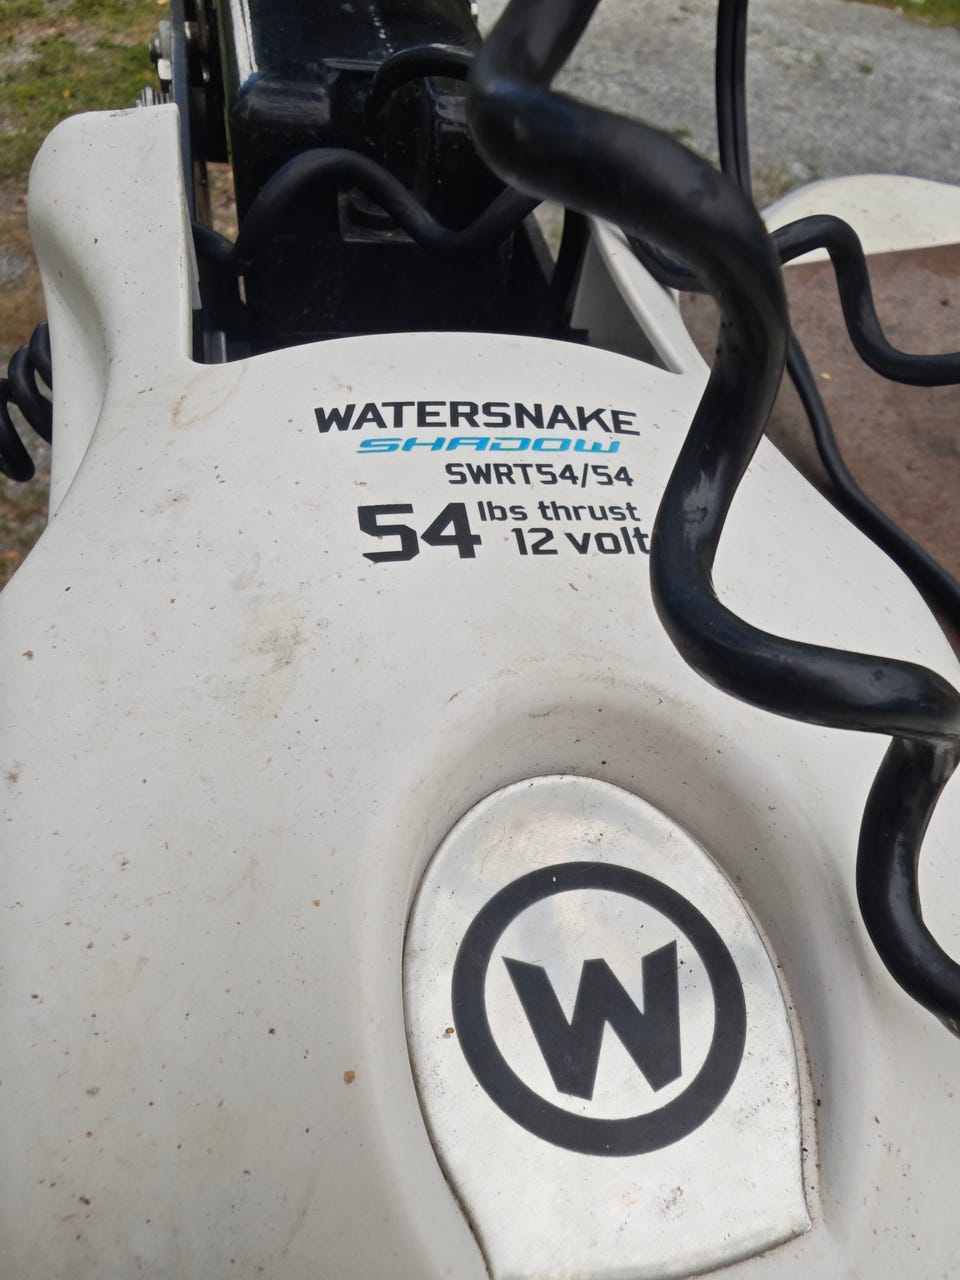 WATERSNAKE
SHADOW
SWRT54/54
54 lbs thrust
12 volt
W